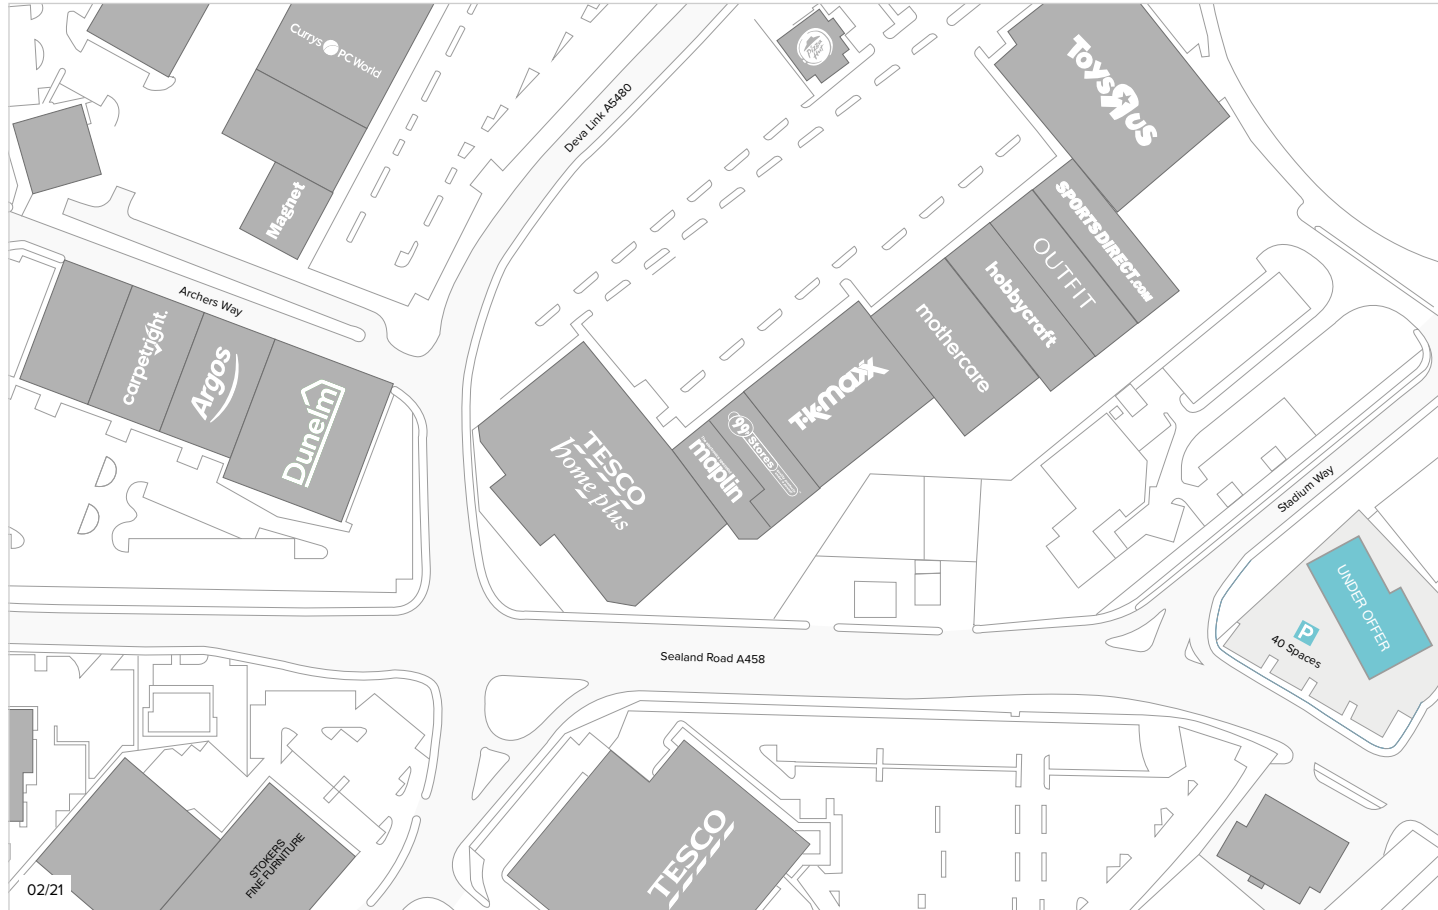 Currys PC World
Pizza Hut
Toys R Us
Deva Link A5480
Magnet
SPORTSDIRECT.COM
OUTFIT
hobbycraft
mothercare
T·K·maxx
99p Stores
maplin
TESCO
home plus
Archers Way
carpetright.
Argos
Dunelm
Stadium Way
UNDER OFFER
P
40 Spaces
Sealand Road A458
TESCO
STOKERS
FINE FURNITURE
02/21